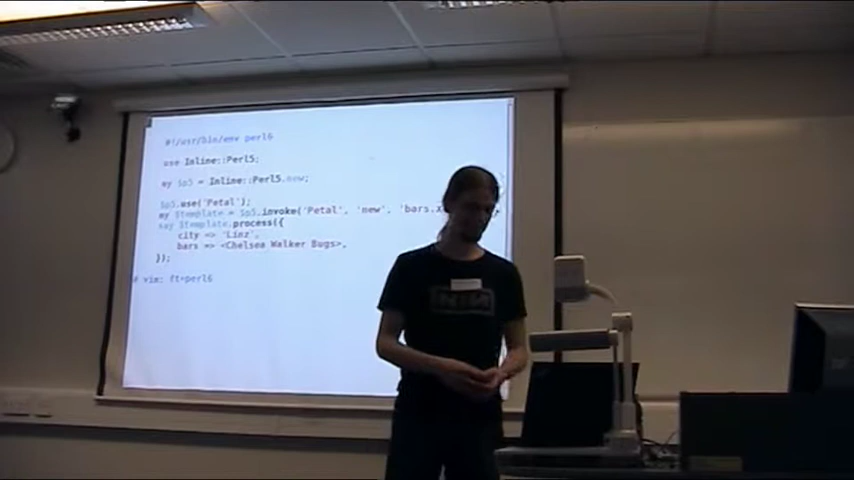 #!/usr/bin/env perl6
use Inline::Perl5;
my $p5 = Inline::Perl5.new;
$p5.use('Petal');
my $template = $p5.invoke('Petal', 'new', 'bars.x
say $template.process({
city => 'Linz',
bars => <Chelsea Walker Bugs>,
});
# vim: ft=perl6